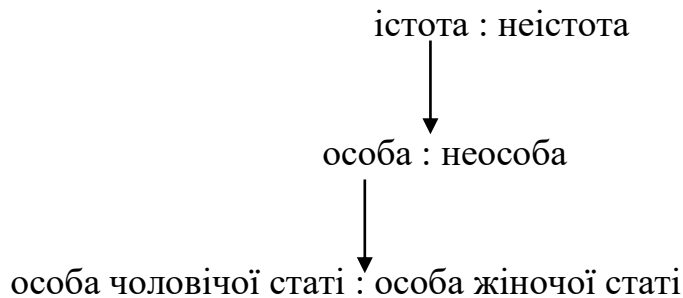 істота : неістота
особа : неособа
особа чоловічої статі : особа жіночої статі